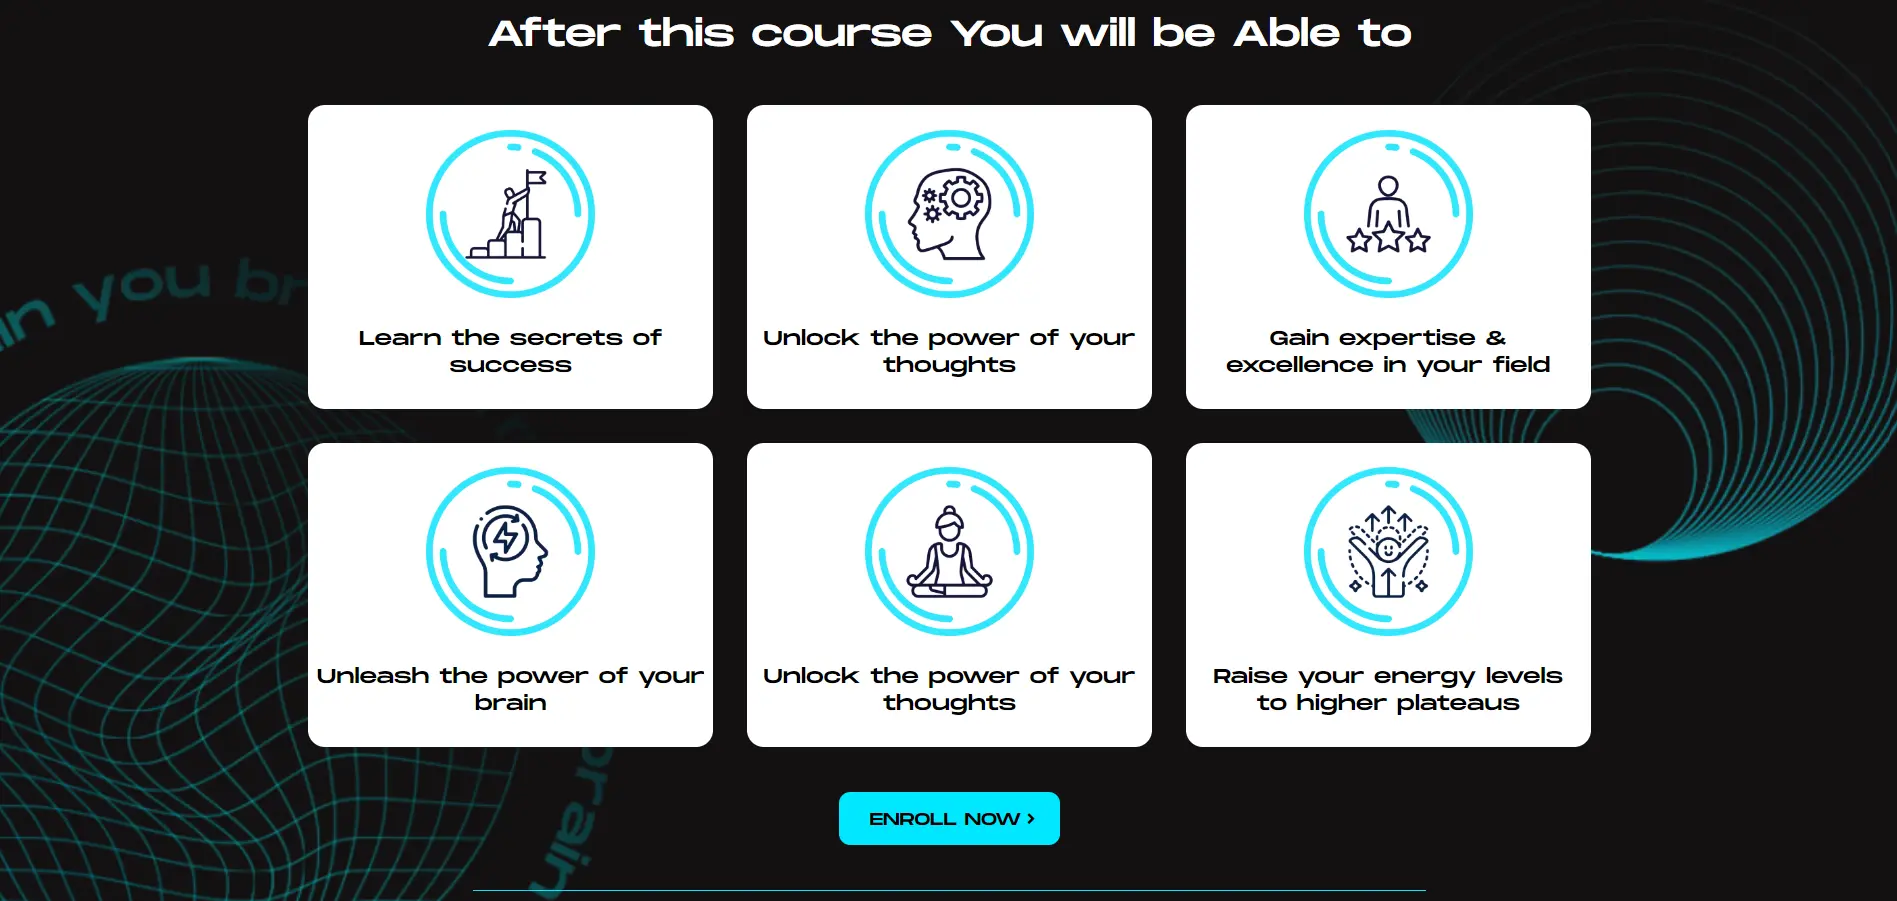 After this course You will be Able to
Learn the secrets of
success
Unlock the power of your
thoughts
Gain expertise &
excellence in your field
Unleash the power of your
brain
Unlock the power of your
thoughts
Raise your energy levels
to higher plateaus
ENROLL NOW
you
brain